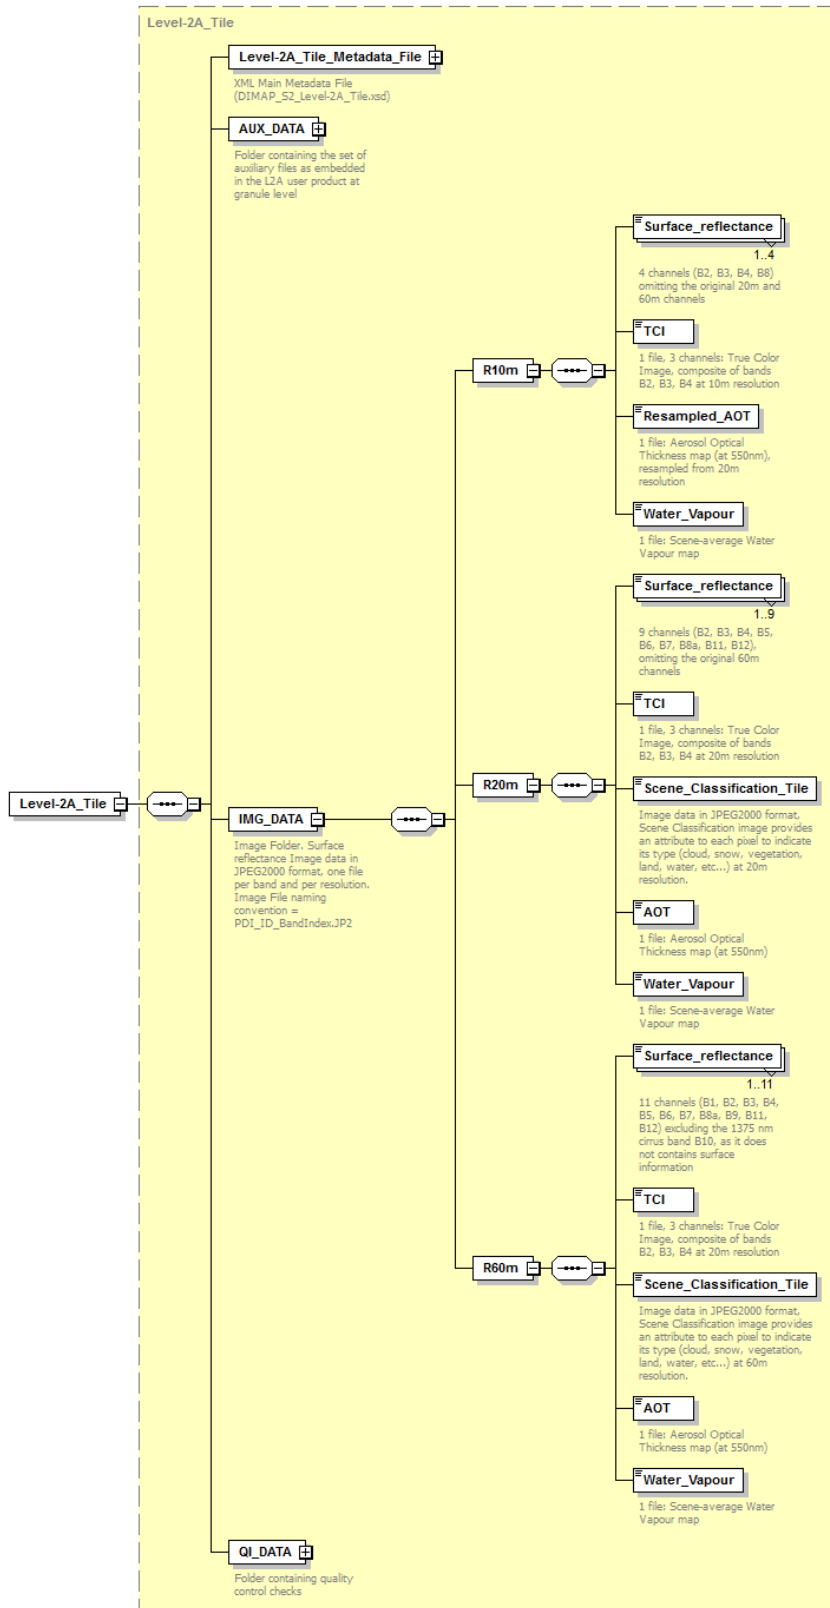 Level-2A_Tile
Level-2A_Tile_Metadata_File
XML Main Metadata File
(DIMAP_S2_Level-2A_Tile.xsd)
AUX_DATA
Folder containing the set of
auxiliary files as embedded
in the L2A user product at
granule level
Surface_reflectance
1..4
4 channels (B2, B3, B4, B8)
omitting the original 20m and
60m channels
TCI
1 file, 3 channels: True Color
Image, composite of bands
B2, B3, B4 at 10m resolution
R10m
Resampled_AOT
1 file: Aerosol Optical
Thickness map (at 550nm),
resampled from 20m
resolution
Water_Vapour
1 file: Scene-average Water
Vapour map
Surface_reflectance
1..9
9 channels (B2, B3, B4, B5,
B6, B7, B8a, B11, B12),
omitting the original 60m
channels
TCI
1 file, 3 channels: True Color
Image, composite of bands
B2, B3, B4 at 20m resolution
R20m
Scene_Classification_Tile
Image data in JPEG2000 format,
Scene Classification image provides
an attribute to each pixel to indicate
its type (cloud, snow, vegetation,
land, water, etc...) at 20m
resolution.
Level-2A_Tile
IMG_DATA
Image Folder. Surface
reflectance Image data in
JPEG2000 format, one file
per band and per resolution.
Image File naming
convention =
PDI_ID_BandIndex.JP2
AOT
1 file: Aerosol Optical
Thickness map (at 550nm)
Water_Vapour
1 file: Scene-average Water
Vapour map
Surface_reflectance
1..11
11 channels (B1, B2, B3, B4,
B5, B6, B7, B8a, B9, B11,
B12) excluding the 1375 nm
cirrus band B10, as it does
not contains surface
information
TCI
1 file, 3 channels: True Color
Image, composite of bands
B2, B3, B4 at 20m resolution
R60m
Scene_Classification_Tile
Image data in JPEG2000 format,
Scene Classification image provides
an attribute to each pixel to indicate
its type (cloud, snow, vegetation,
land, water, etc...) at 60m
resolution.
AOT
1 file: Aerosol Optical
Thickness map (at 550nm)
Water_Vapour
1 file: Scene-average Water
Vapour map
QI_DATA
Folder containing quality
control checks